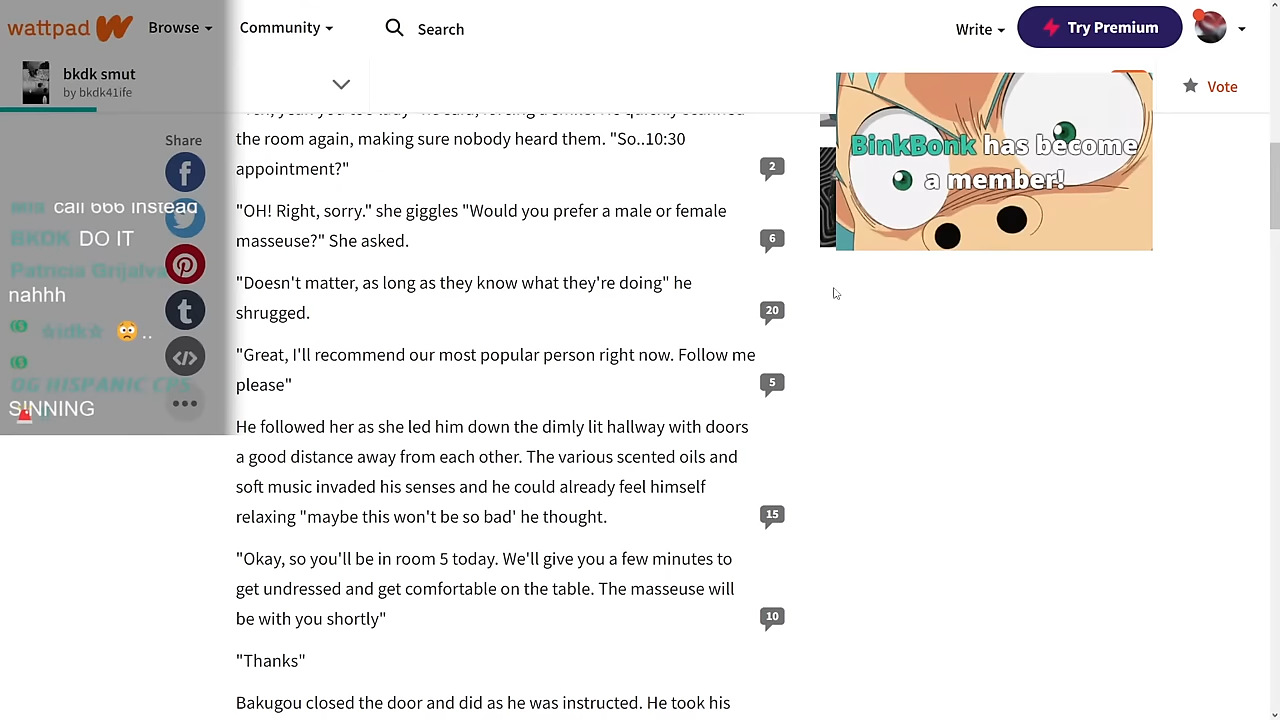 wattpad
Browse
Community
Search
Write
Try Premium
bkdk smut
by bkdk41ife
Vote
Share
call 666 instead
BKDK DO IT
Patricia Grijalva
nahhh
☆idk☆ 😳 ..
OG HISPANIC CRS
SINNING
the room again, making sure nobody heard them. "So..10:30
appointment?"
2
"OH! Right, sorry." she giggles "Would you prefer a male or female
masseuse?" She asked.
6
"Doesn't matter, as long as they know what they're doing" he
shrugged.
20
"Great, I'll recommend our most popular person right now. Follow me
please"
5
He followed her as she led him down the dimly lit hallway with doors
a good distance away from each other. The various scented oils and
soft music invaded his senses and he could already feel himself
relaxing "maybe this won't be so bad' he thought.
15
"Okay, so you'll be in room 5 today. We'll give you a few minutes to
get undressed and get comfortable on the table. The masseuse will
be with you shortly"
10
"Thanks"
Bakugou closed the door and did as he was instructed. He took his
BinkBonk has become
a member!